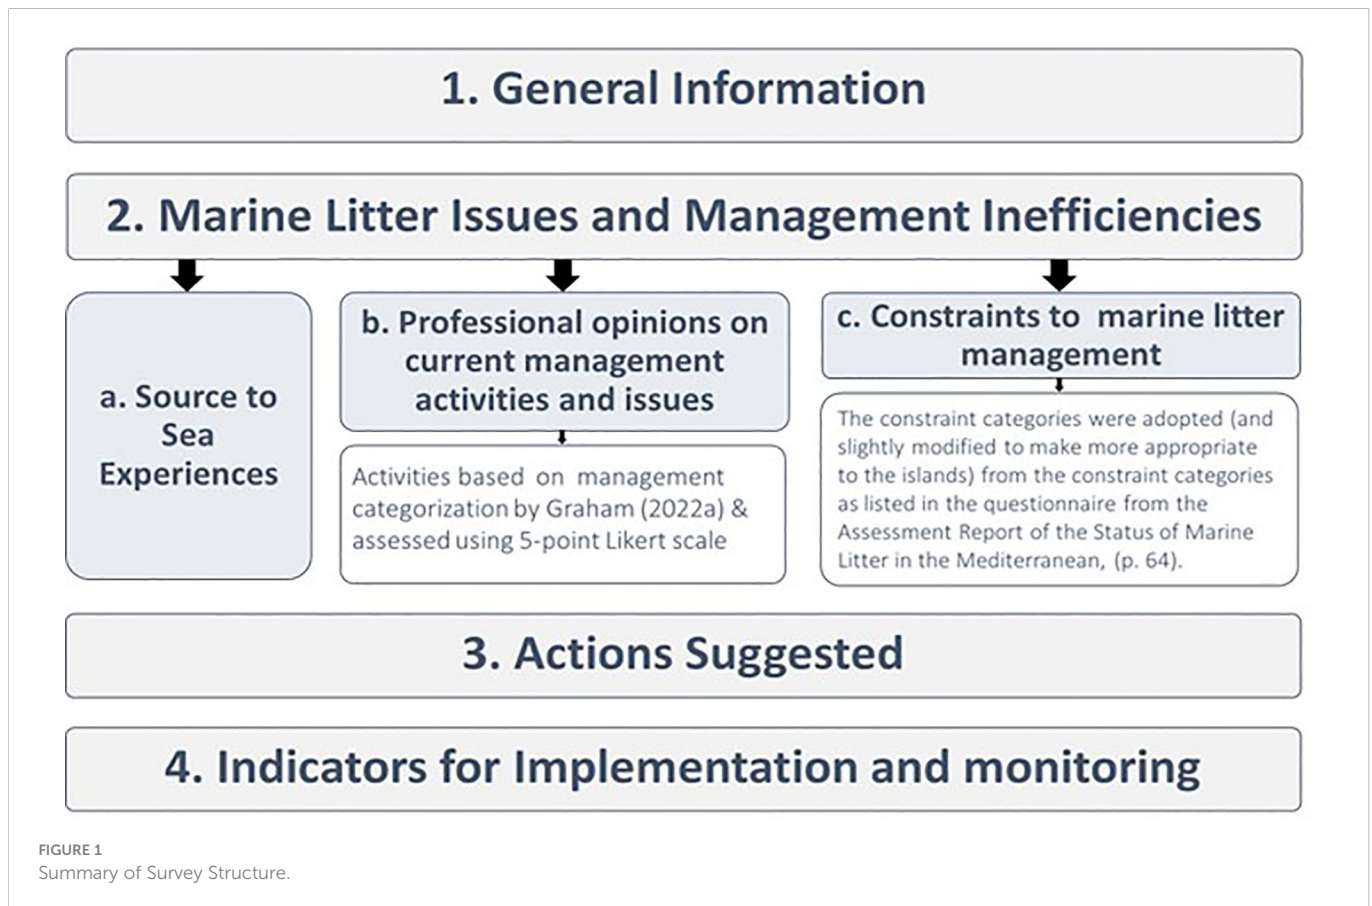 1. General Information
2. Marine Litter Issues and Management Inefficiencies
a. Source to
Sea
Experiences
b. Professional opinions on
current management
activities and issues
Activities based on management
categorization by Graham (2022a) &
assessed using 5-point Likert scale
c. Constraints to marine litter
management
The constraint categories were adopted (and
slightly modified to make more appropriate
to the islands) from the constraint categories
as listed in the questionnaire from the
Assessment Report of the Status of Marine
Litter in the Mediterranean, (p. 64).
3. Actions Suggested
4. Indicators for Implementation and monitoring
FIGURE 1
Summary of Survey Structure.